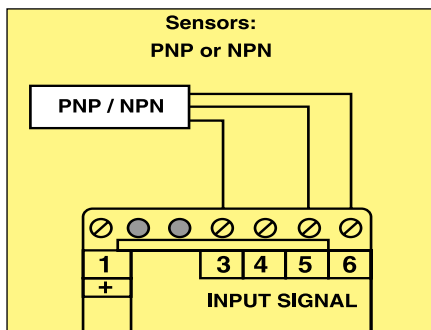 Sensors:
PNP or NPN
PNP / NPN
1 3 4 5 6
+
INPUT SIGNAL